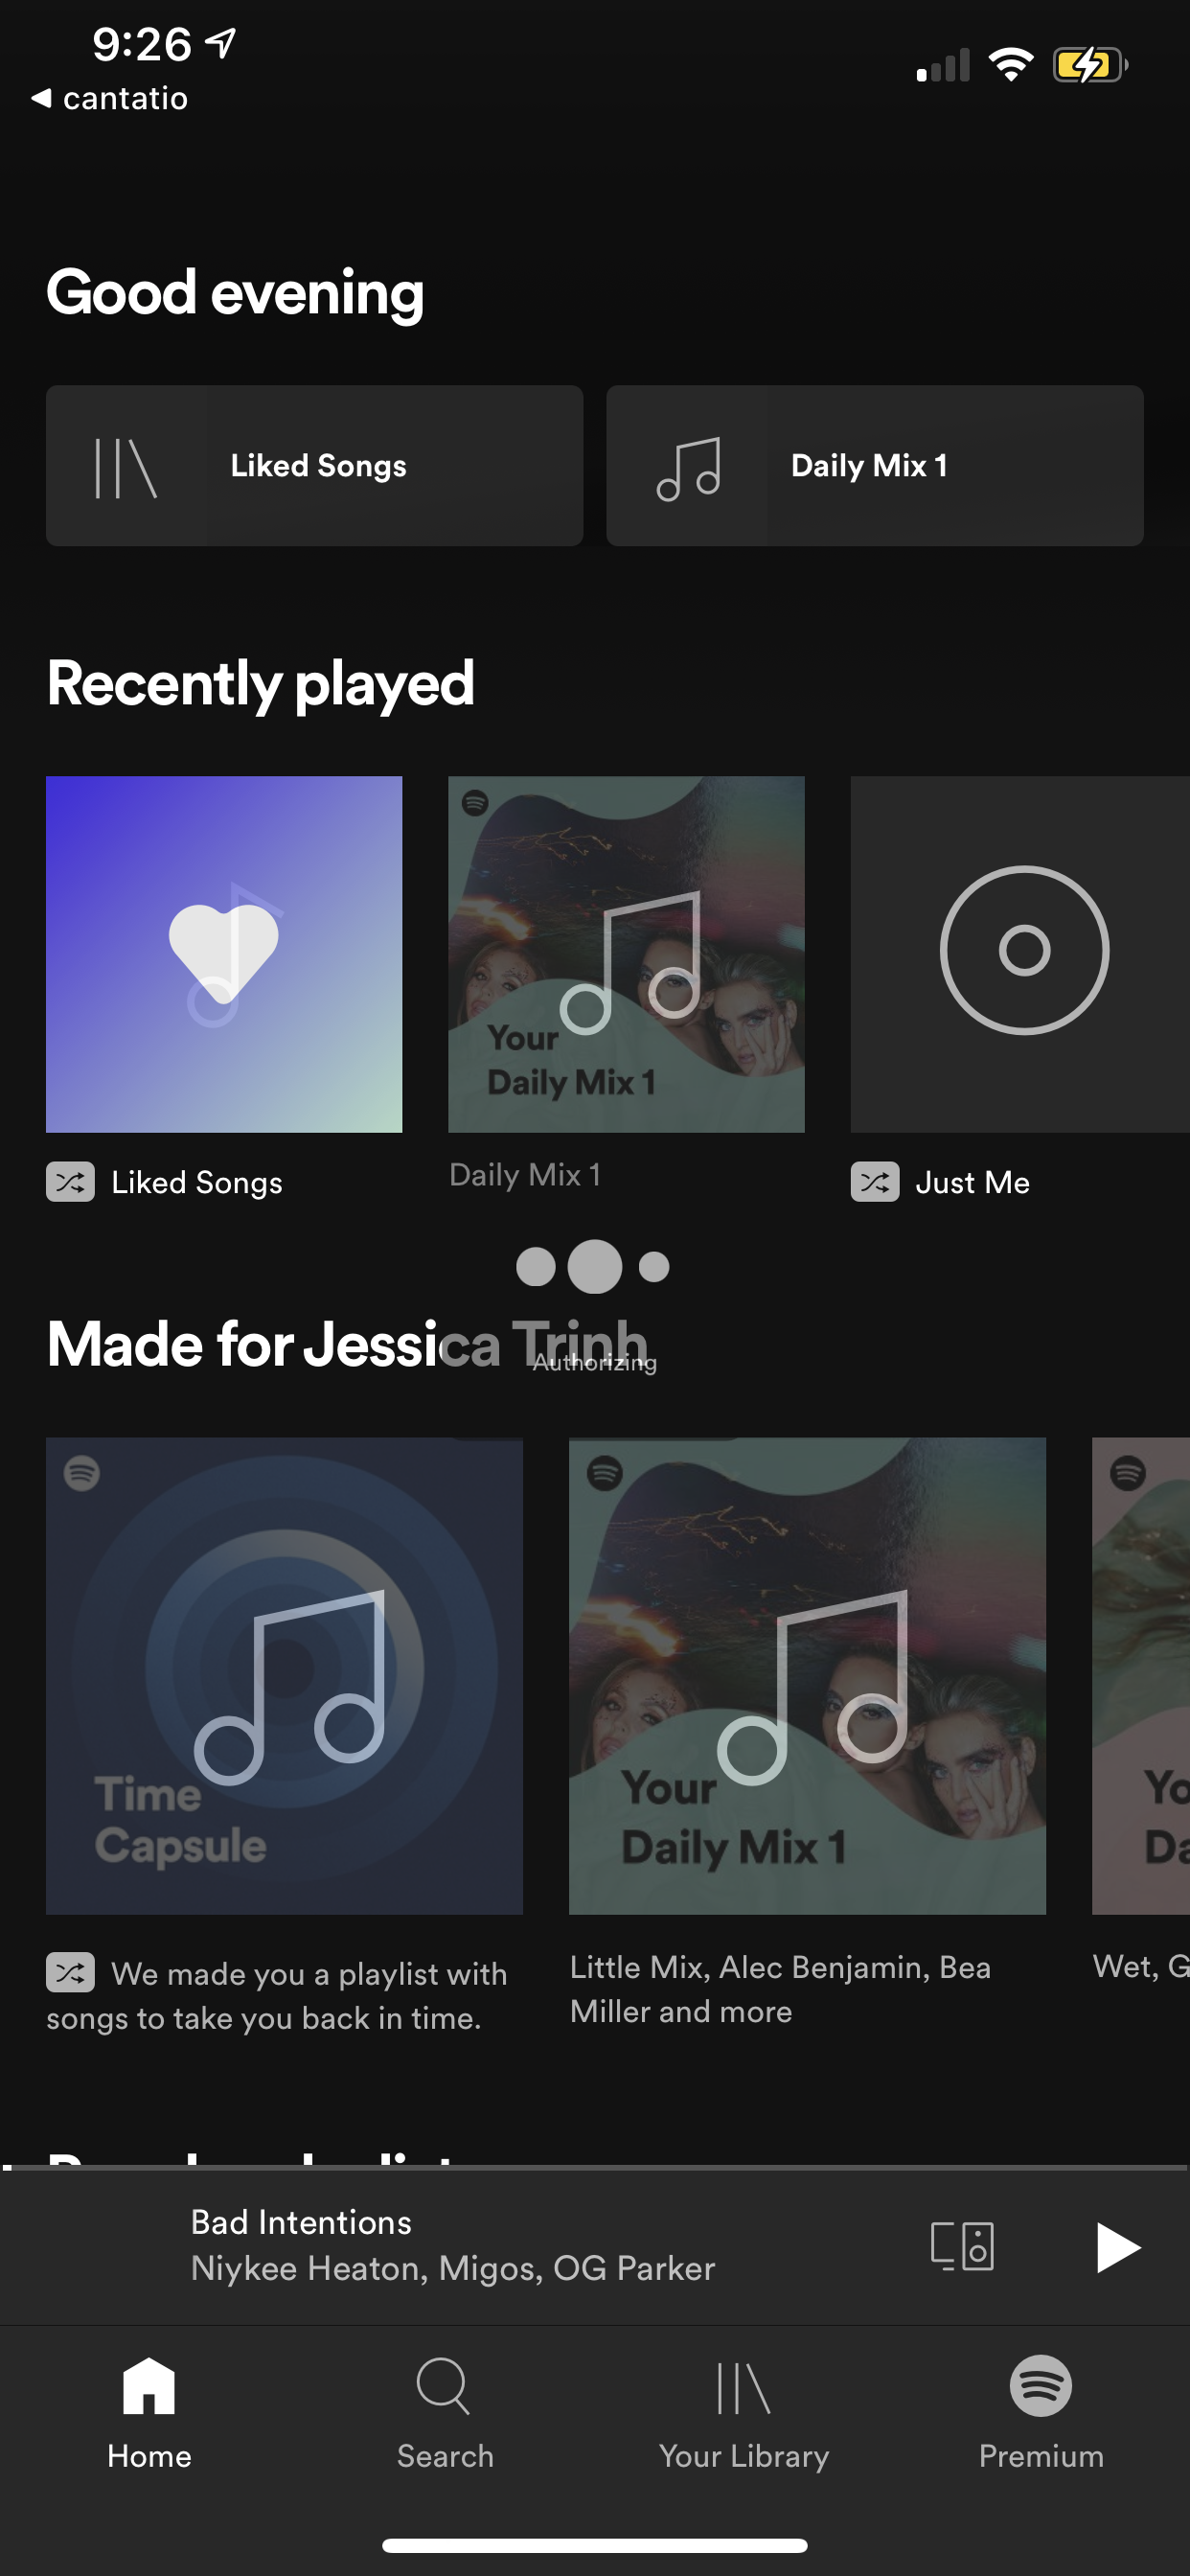 9:26
cantatio
Good evening
Liked Songs
Daily Mix 1
Recently played
Your
Daily Mix 1
Liked Songs
Daily Mix 1
Just Me
Made for Jessica Trinh
Authorizing
Time
Capsule
Your
Daily Mix 1
Yo
Da
We made you a playlist with
songs to take you back in time.
Little Mix, Alec Benjamin, Bea
Miller and more
Wet, G
Bad Intentions
Niykee Heaton, Migos, OG Parker
Home
Search
Your Library
Premium